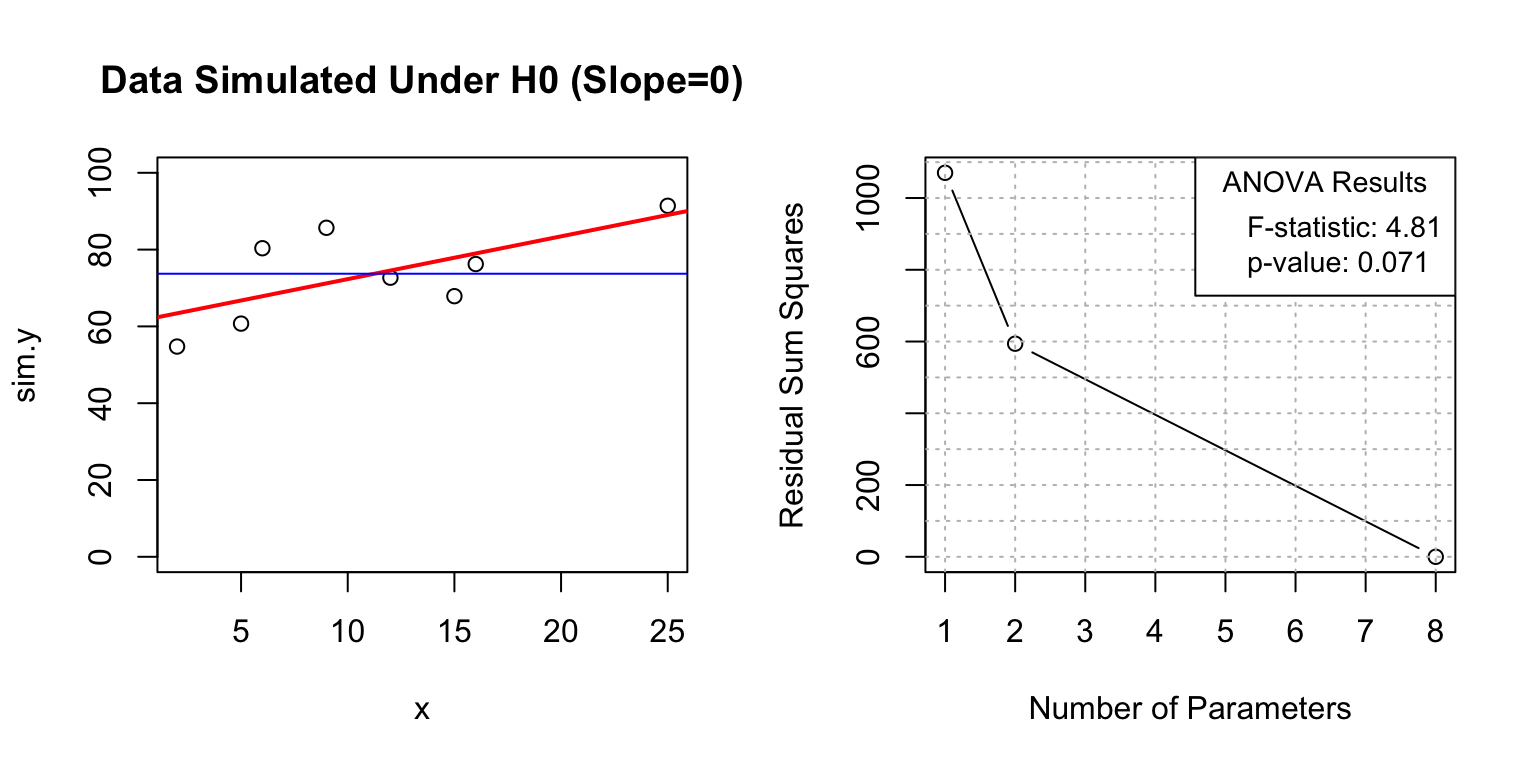 Data Simulated Under H0 (Slope=0)
sim.y
0
20
40
60
80
100
5
10
15
20
25
x
Residual Sum Squares
0
200
600
1000
1
2
3
4
5
6
7
8
Number of Parameters
ANOVA Results
F-statistic: 4.81
p-value: 0.071